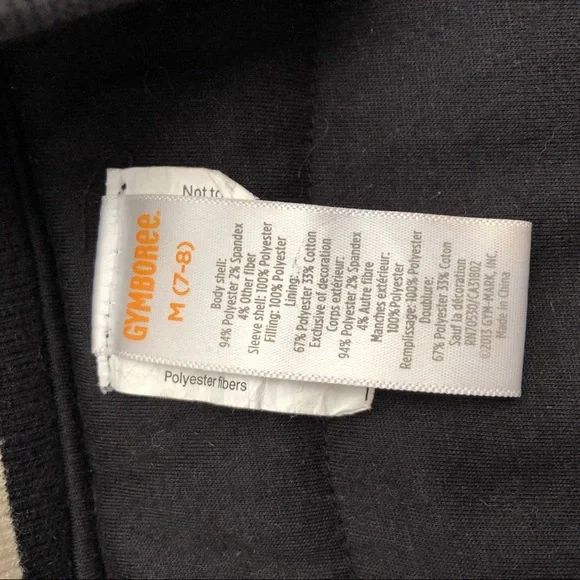 GYMBOREE.
M (7-8)
Body shell:
94% Polyester 2% Spandex
4% Other fiber
Sleeve shell: 100% Polyester
Filling: 100% Polyester
Lining:
67% Polyester 33% Cotton
Exclusive of decoration
Corps extérieur:
94% Polyester 2% Spandex
4% Autre fibre
Manches extérieur:
100% Polyester
Remplissage: 100% Polyester
Doublure:
67% Polyester 33% Coton
Sauf la décoration
RN70530/CA31802
©2013 GYM-MARK, INC.
Made in China
Not to
Polyester fibers